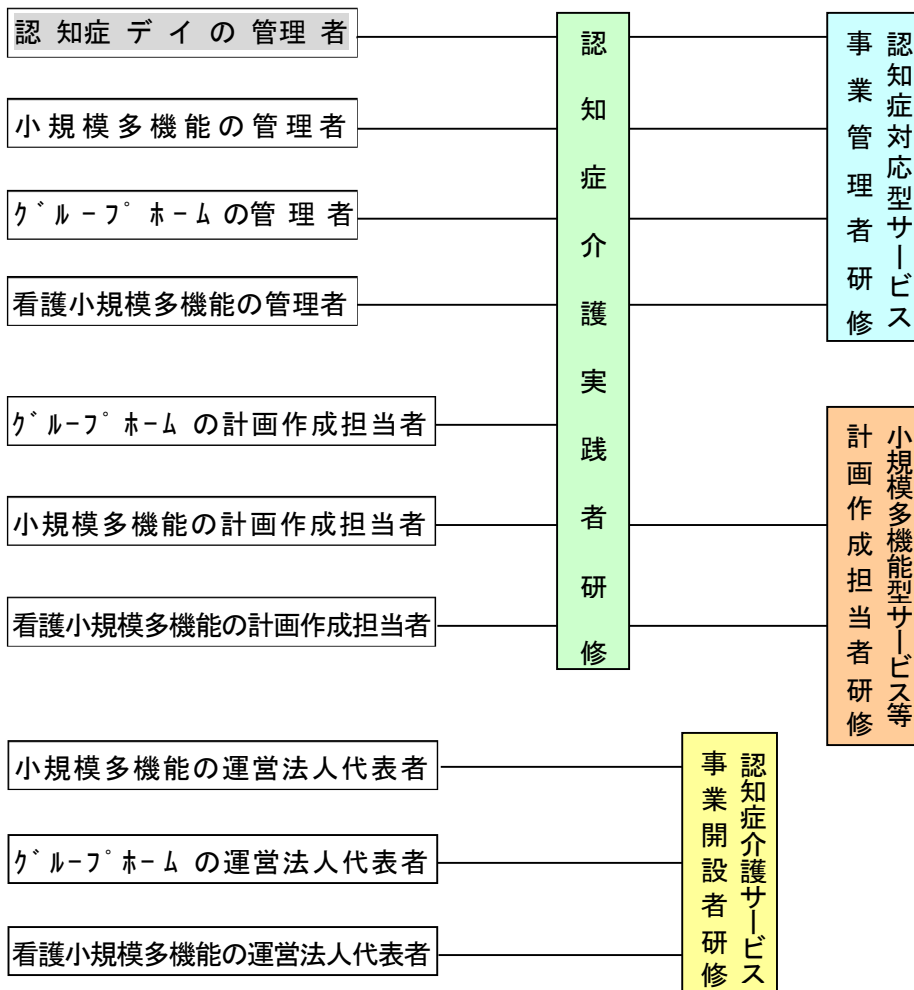 認知症デイの管理者
小規模多機能の管理者
ｸﾞﾙｰﾌﾟﾎｰﾑの管理者
看護小規模多機能の管理者
ｸﾞﾙｰﾌﾟﾎｰﾑの計画作成担当者
小規模多機能の計画作成担当者
看護小規模多機能の計画作成担当者
認知症介護実践者研修
認知症対応型サービス
事業管理者研修
小規模多機能型サービス等
計画作成担当者研修
小規模多機能の運営法人代表者
ｸﾞﾙｰﾌﾟﾎｰﾑの運営法人代表者
看護小規模多機能の運営法人代表者
認知症介護サービス
事業開設者研修